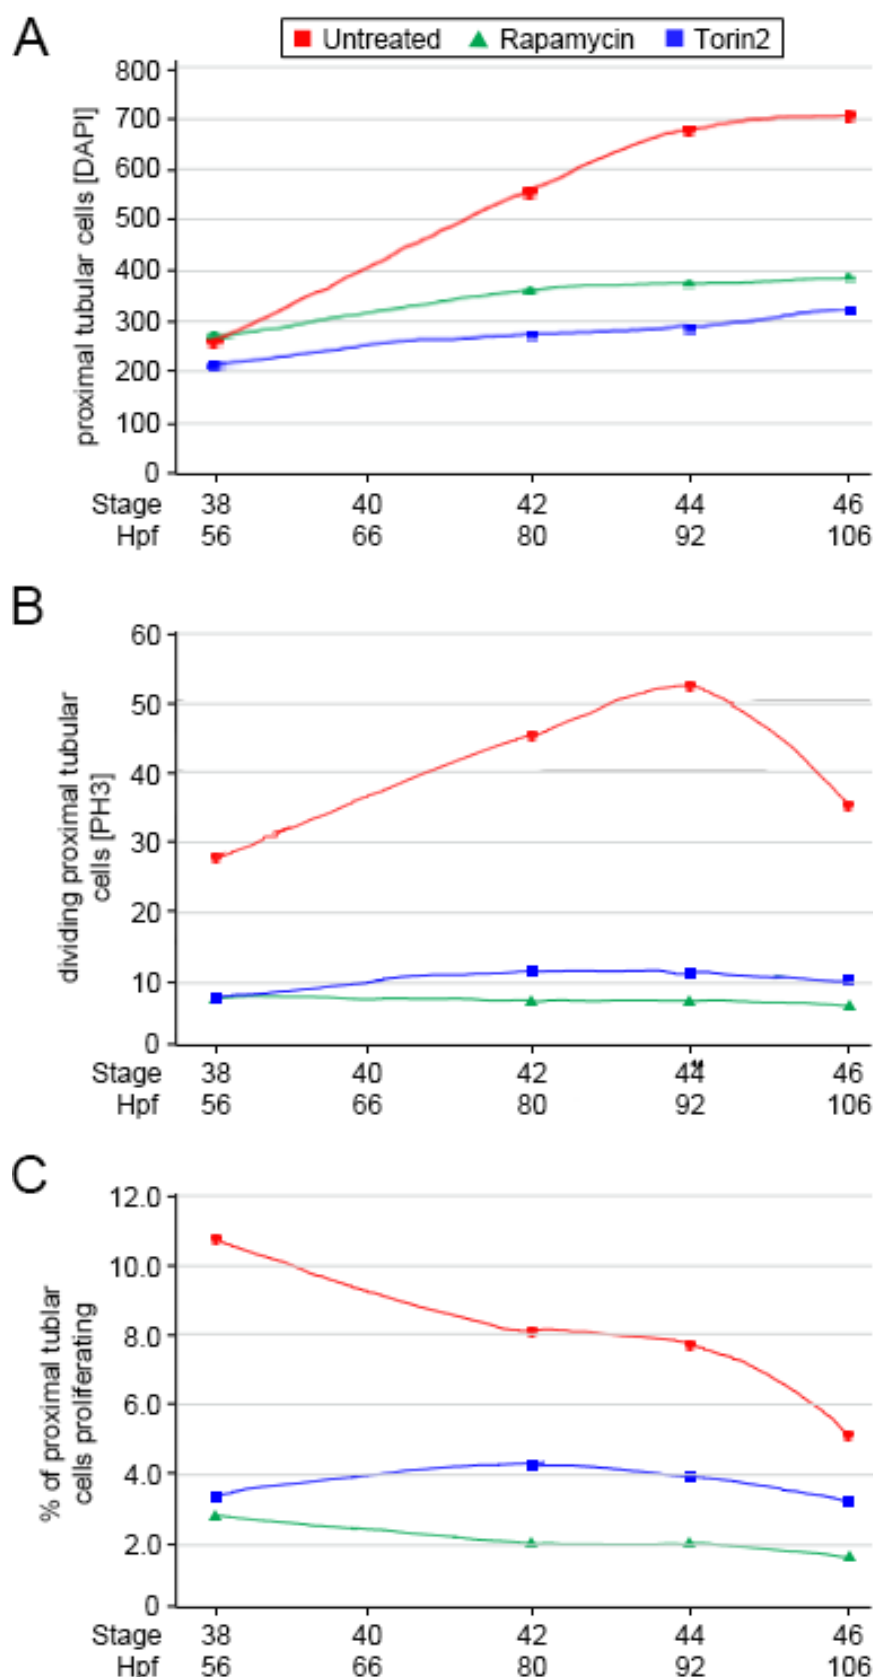 A
Untreated Rapamycin Torin2
proximal tubular cells [DAPI]
800
700
600
500
400
300
200
100
0
Stage 38 40 42 44 46
Hpf 56 66 80 92 106
B
dividing proximal tubular
cells [PH3]
60
50
40
30
20
10
0
Stage 38 40 42 44 46
Hpf 56 66 80 92 106
C
% of proximal tublar
cells proliferating
12.0
10.0
8.0
6.0
4.0
2.0
0
Stage 38 40 42 44 46
Hpf 56 66 80 92 106